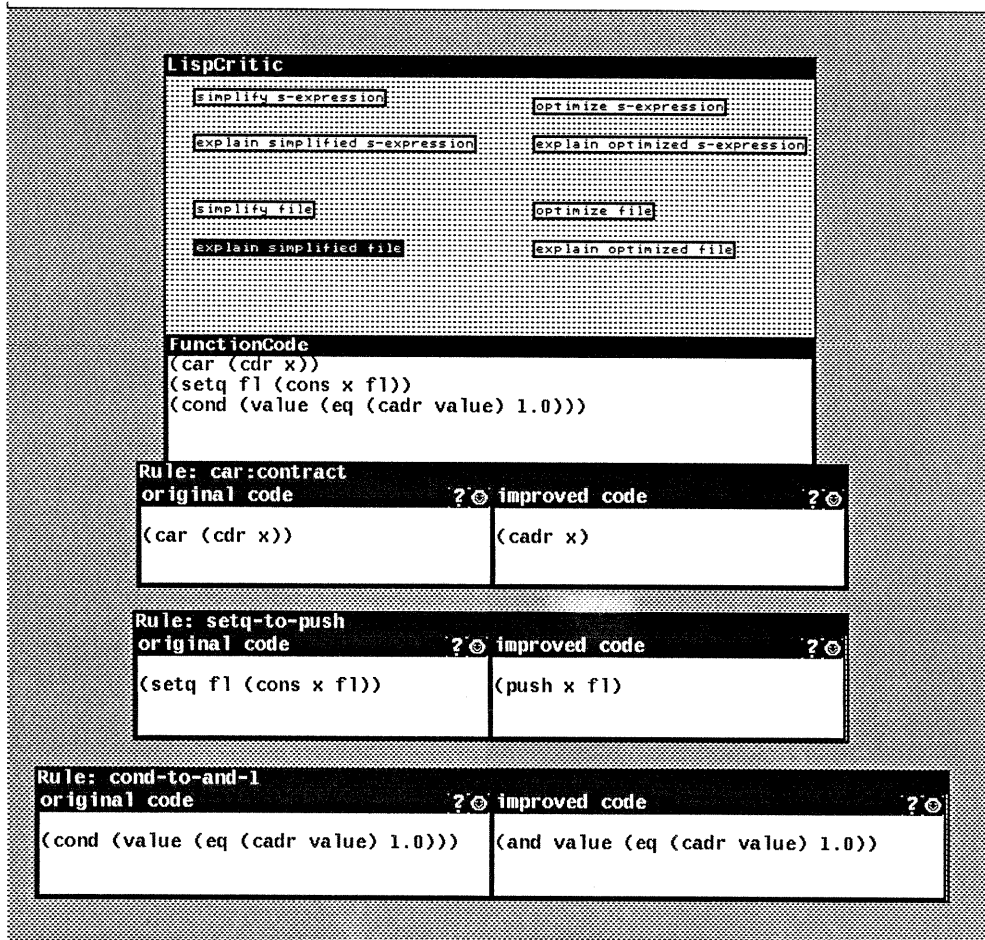 LispCritic
simplify s-expression
optimize s-expression
explain simplified s-expression
explain optimized s-expression
simplify file
optimize file
explain simplified file
explain optimized file
FunctionCode
(car (cdr x))
(setq fl (cons x fl))
(cond (value (eq (cadr value) 1.0)))
Rule: car:contract
original code ? improved code ?
(car (cdr x)) (cadr x)
Rule: setq-to-push
original code ? improved code ?
(setq fl (cons x fl)) (push x fl)
Rule: cond-to-and-1
original code ? improved code ?
(cond (value (eq (cadr value) 1.0))) (and value (eq (cadr value) 1.0))